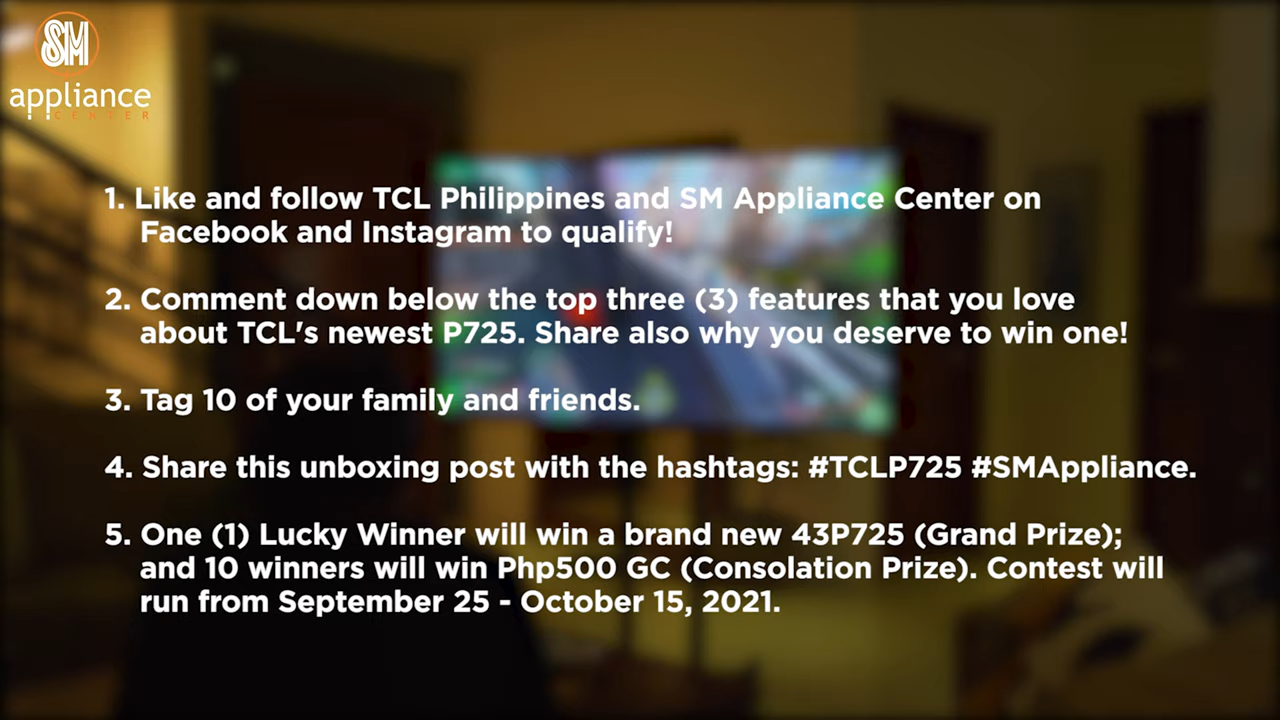 SM
appliance
CENTER
1. Like and follow TCL Philippines and SM Appliance Center on
Facebook and Instagram to qualify!
2. Comment down below the top three (3) features that you love
about TCL's newest P725. Share also why you deserve to win one!
3. Tag 10 of your family and friends.
4. Share this unboxing post with the hashtags: #TCLP725 #SMAppliance.
5. One (1) Lucky Winner will win a brand new 43P725 (Grand Prize);
and 10 winners will win Php500 GC (Consolation Prize). Contest will
run from September 25 - October 15, 2021.